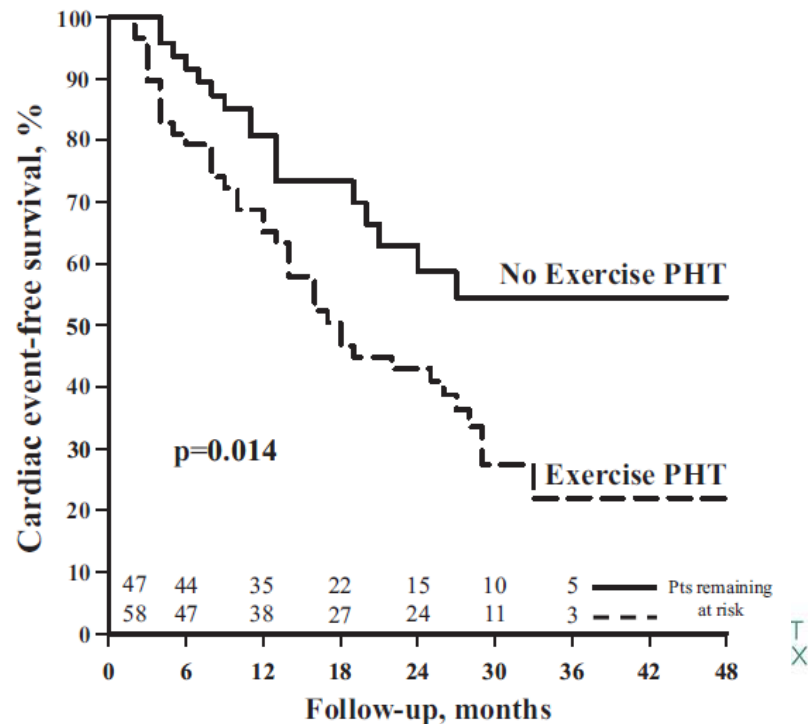 Cardiac event-free survival, %
100
90
80
70
60
50
40
30
20
10
0
No Exercise PHT
p=0.014
Exercise PHT
47 44 35 22 15 10 5 Pts remaining
58 47 38 27 24 11 3 at risk
0 6 12 18 24 30 36 42 48
Follow-up, months
T
X